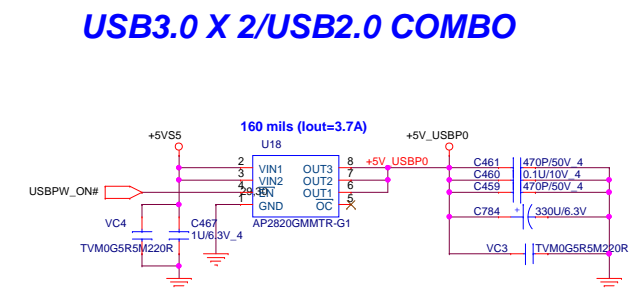 USB3.0 X 2/USB2.0 COMBO
160 mils (Iout=3.7A)
+5VS5
U18
+5V_USBP0
2 VIN1 OUT3 8 +5V_USBP0
3 VIN2 OUT2 7
USBPW_ON# 4 EN OUT1 6
29,30
1 GND OC 5
AP2820GMMTR-G1
VC4
TVM0G5R5M220R
C467
1U/6.3V_4
C461 470P/50V_4
C460 0.1U/10V_4
C459 470P/50V_4
C784 + 330U/6.3V
VC3 TVM0G5R5M220R